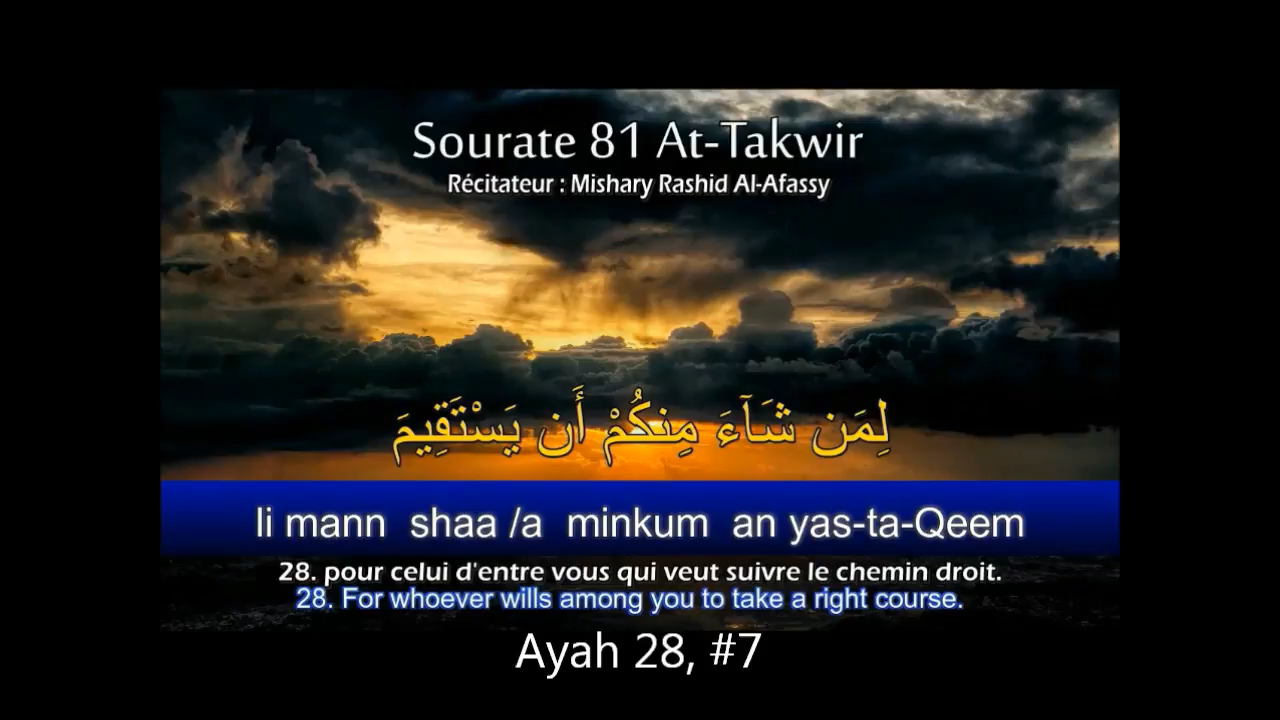 Sourate 81 At-Takwir
Récitateur : Mishary Rashid Al-Afassy
لِمَن شَآءَ مِنكُمْ أَن يَسْتَقِيمَ
li mann  shaa /a  minkum  an yas-ta-Qeem
28. pour celui d'entre vous qui veut suivre le chemin droit.
28. For whoever wills among you to take a right course.
Ayah 28, #7